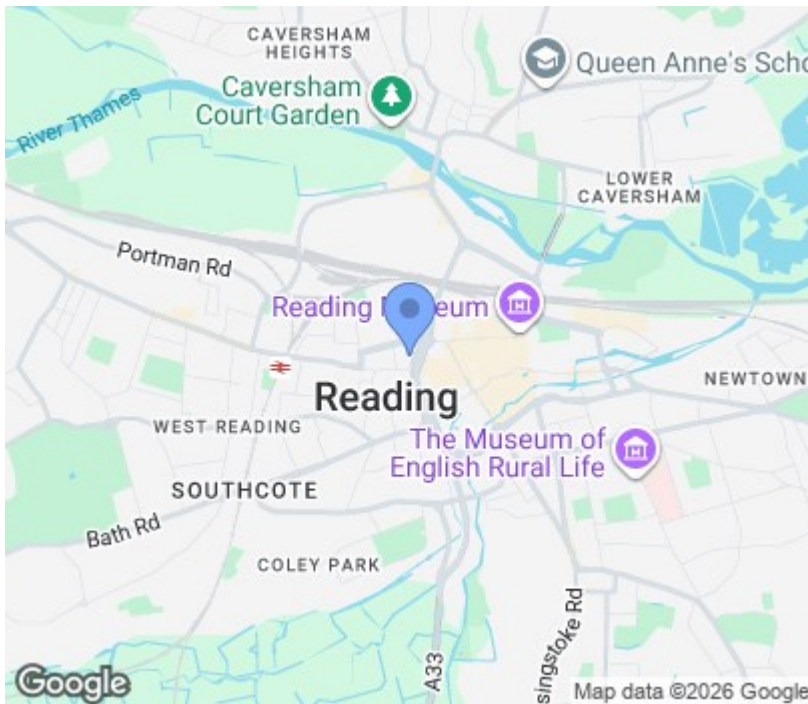 CAVERSHAM
HEIGHTS
Queen Anne's Scho
Caversham
Court Garden
River Thames
LOWER
CAVERSHAM
Portman Rd
Reading M eum
Reading
NEWTOWN
WEST READING
The Museum of
English Rural Life
SOUTHCOTE
Bath Rd
COLEY PARK
A33
singstoke Rd
Google
Map data ©2026 Google